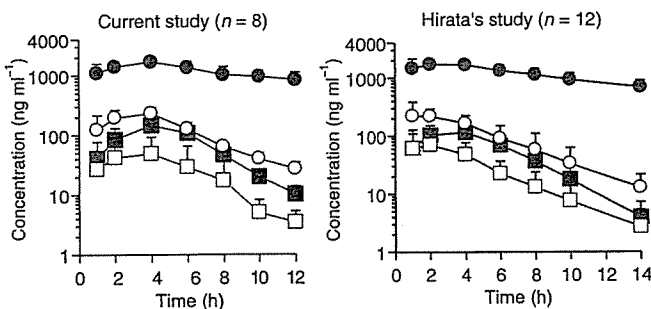 Current study (n = 8)
Hirata's study (n = 12)
Concentration (ng ml⁻¹)
4000
1000
100
10
1
0 2 4 6 8 10 12
Time (h)
Concentration (ng ml⁻¹)
4000
1000
100
10
1
0 1 2 4 6 8 10 14
Time (h)